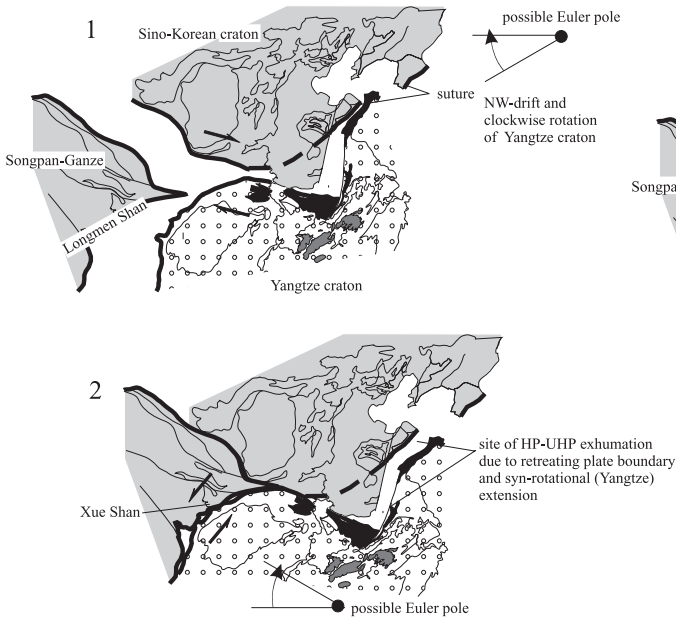 1
Sino-Korean craton
possible Euler pole
suture
NW-drift and
clockwise rotation
of Yangtze craton
Songpan-Ganze
Longmen Shan
Yangtze craton
Songpa
2
site of HP-UHP exhumation
due to retreating plate boundary
and syn-rotational (Yangtze)
extension
Xue Shan
possible Euler pole